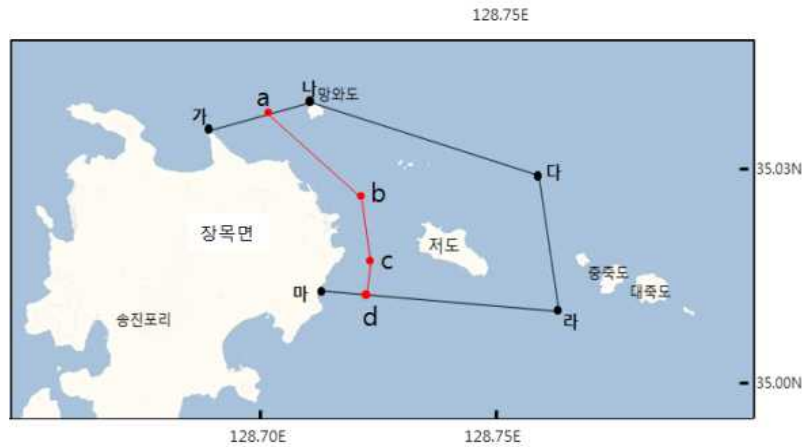 128.75E
나 망와도
a
가
35.03N
다
b
장목면
저도
c
중죽도
대죽도
마
송진포리
d
라
35.00N
128.70E
128.75E